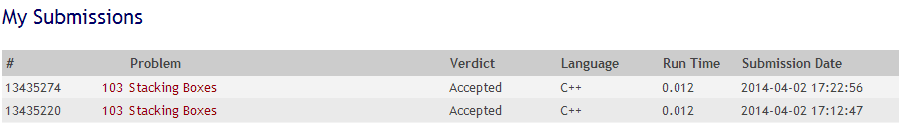 My Submissions
# Problem Verdict Language Run Time Submission Date
13435274 103 Stacking Boxes Accepted C++ 0.012 2014-04-02 17:22:56
13435220 103 Stacking Boxes Accepted C++ 0.012 2014-04-02 17:12:47